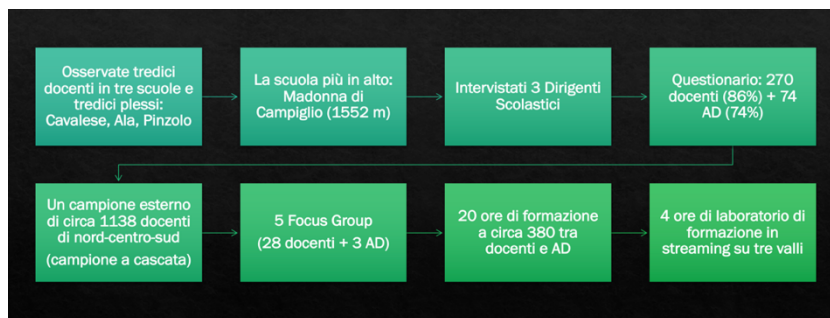 Osservate tredici
docenti in tre scuole e
tredici plessi:
Cavalese, Ala, Pinzolo
La scuola più in alto:
Madonna di
Campiglio (1552 m)
Intervistati 3 Dirigenti
Scolastici
Questionario: 270
docenti (86%) + 74
AD (74%)
Un campione esterno
di circa 1138 docenti
di nord-centro-sud
(campione a cascata)
5 Focus Group
(28 docenti + 3 AD)
20 ore di formazione
a circa 380 tra
docenti e AD
4 ore di laboratorio di
formazione in
streaming su tre valli